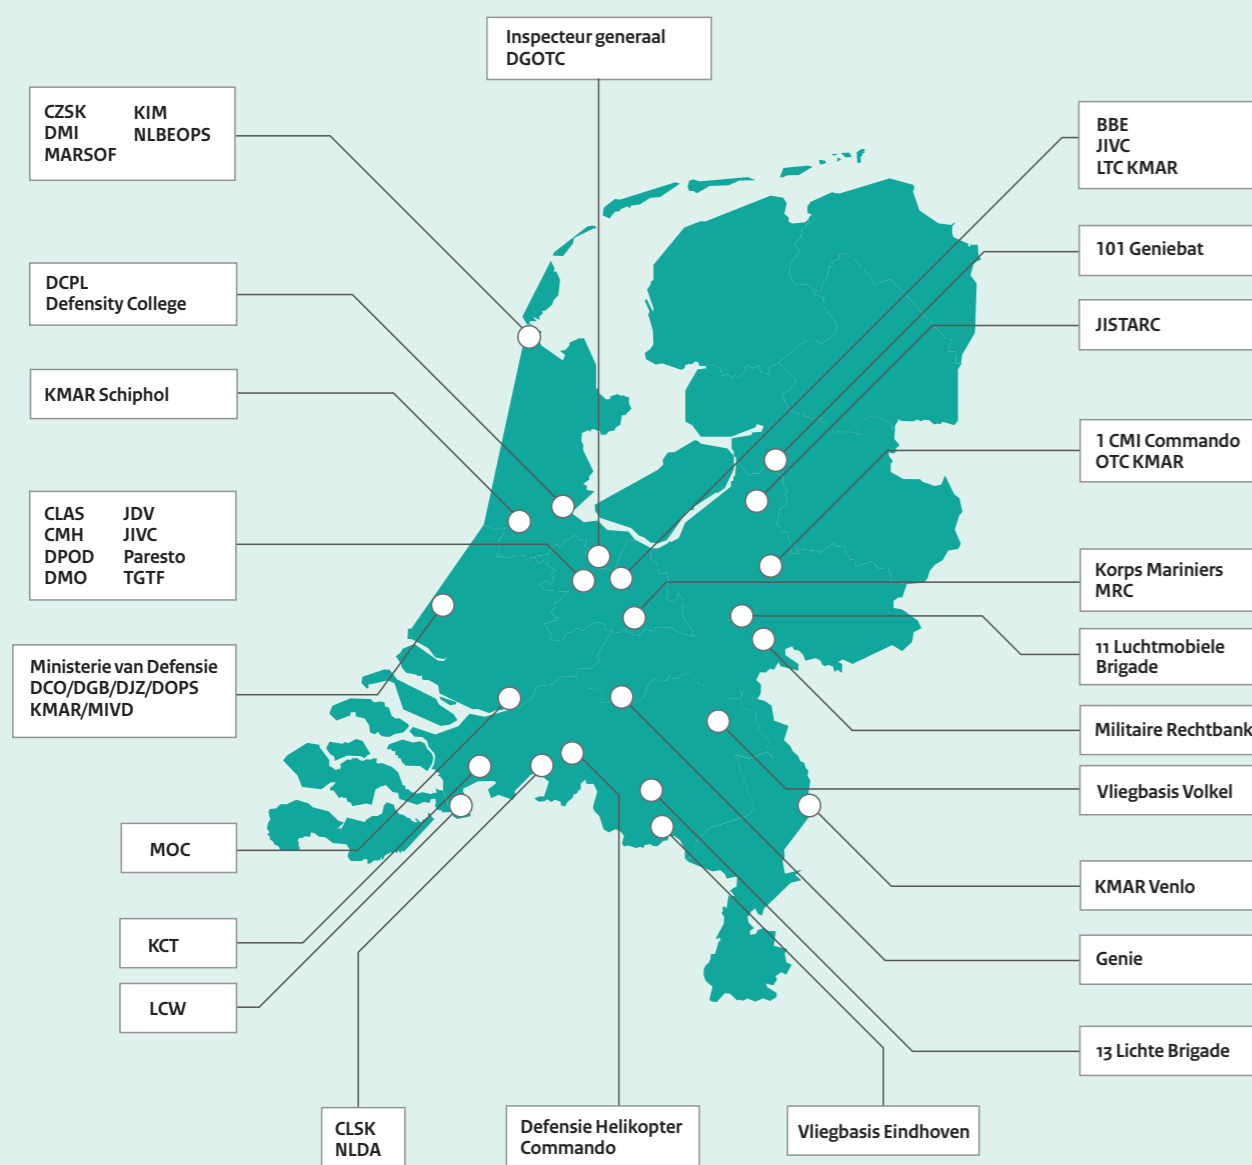 Inspecteur generaal
DGOTC
CZSK KIM
DMI NLBEOPS
MARSOF
DCPL
Defensity College
KMAR Schiphol
CLAS JDV
CMH JIVC
DPOD Paresto
DMO TGTF
Ministerie van Defensie
DCO/DGB/DJZ/DOPS
KMAR/MIVD
MOC
KCT
LCW
CLSK
NLDA
Defensie Helikopter
Commando
Vliegbasis Eindhoven
BBE
JIVC
LTC KMAR
101 Geniebat
JISTARC
1 CMI Commando
OTC KMAR
Korps Mariniers
MRC
11 Luchtmobiele
Brigade
Militaire Rechtbank
Vliegbasis Volkel
KMAR Venlo
Genie
13 Lichte Brigade